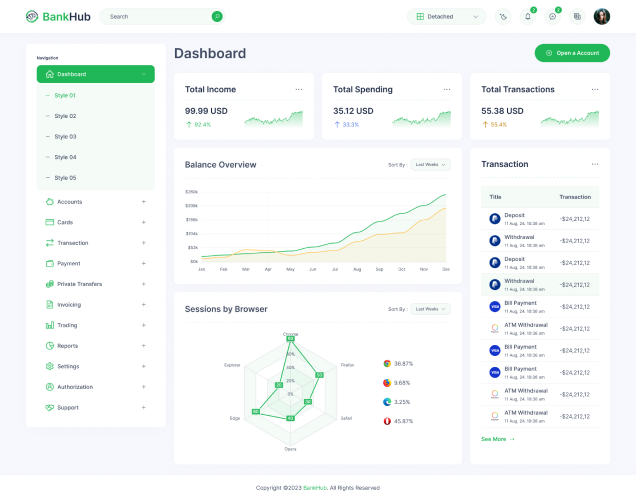 BankHub
Search
Detached
2
2
Navigation
Dashboard
Style 01
Style 02
Style 03
Style 04
Style 05
Accounts
Cards
Transaction
Payment
Private Transfers
Invoicing
Trading
Reports
Settings
Authorization
Support
Dashboard
Open a Account
Total Income
99.99 USD
92.4%
Total Spending
35.12 USD
33.3%
Total Transactions
55.38 USD
55.4%
Balance Overview
Sort By :
Last Weeks
$260k
$208k
$156k
$104k
$52k
$0k
Jan Feb Mar Apr May Jun Jul Aug Sep Oct Nov Dec
Sessions by Browser
Sort By :
Last Weeks
Chrome
Firefox
Safari
Opera
Edge
Explorer
60%
40%
20%
0%
36.87%
9.68%
3.25%
45.87%
Transaction
Title Transaction
Deposit
11 Aug, 24. 10:36 am
-$24,212,12
Withdrawal
11 Aug, 24. 10:36 am
-$24,212,12
Deposit
11 Aug, 24. 10:36 am
-$24,212,12
Withdrawal
11 Aug, 24. 10:36 am
-$24,212,12
VISA
Bill Payment
11 Aug, 24. 10:36 am
-$24,212,12
ATM Withdrawal
11 Aug, 24. 10:36 am
-$24,212,12
VISA
Bill Payment
11 Aug, 24. 10:36 am
-$24,212,12
VISA
Bill Payment
11 Aug, 24. 10:36 am
-$24,212,12
ATM Withdrawal
11 Aug, 24. 10:36 am
-$24,212,12
ATM Withdrawal
11 Aug, 24. 10:36 am
-$24,212,12
See More →
Copyright ©2023 BankHub. All Rights Reserved